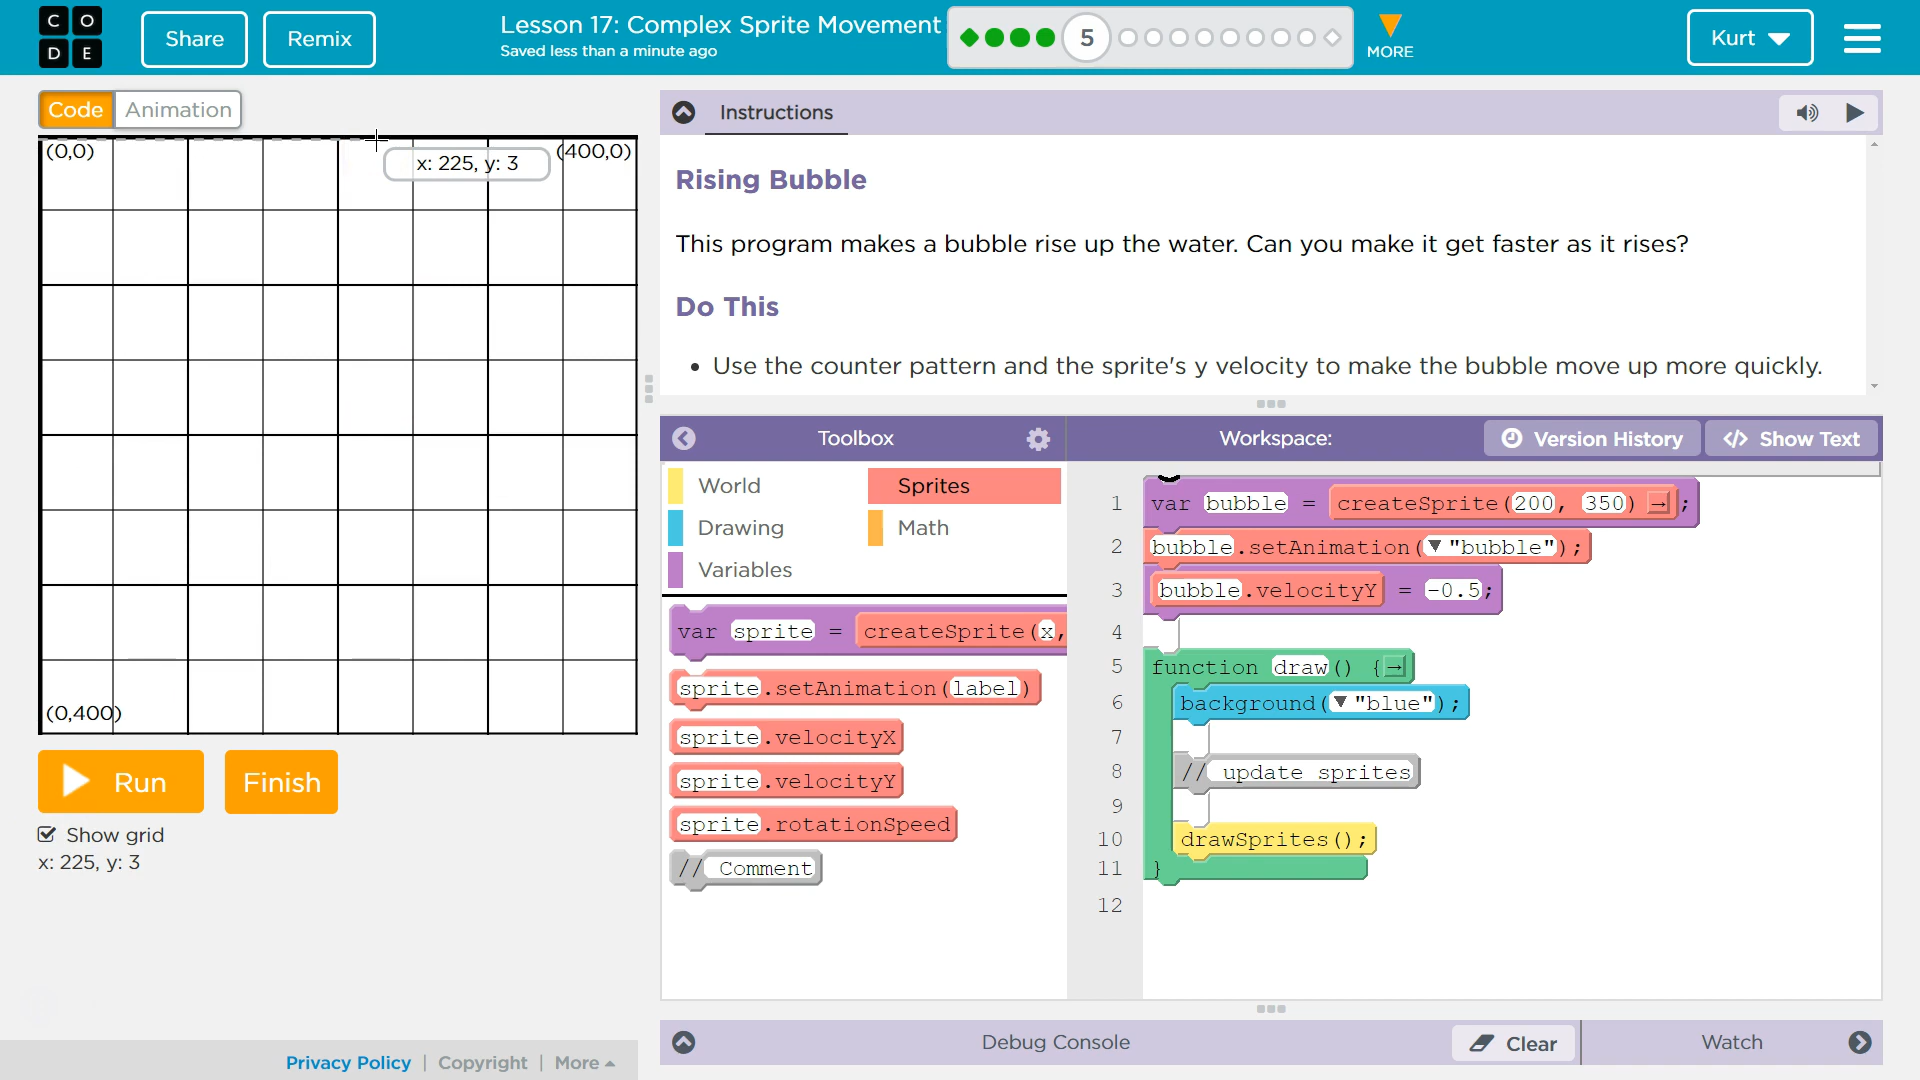 C O D E
Share
Remix
Lesson 17: Complex Sprite Movement
Saved less than a minute ago
5
MORE
Kurt
Code
Animation
(0,0)
x: 225, y: 3
(400,0)
(0,400)
Run
Finish
Show grid
x: 225, y: 3
Instructions
Rising Bubble
This program makes a bubble rise up the water. Can you make it get faster as it rises?
Do This
• Use the counter pattern and the sprite's y velocity to make the bubble move up more quickly.
Toolbox
World
Sprites
Drawing
Math
Variables
var sprite = createSprite(x,
sprite.setAnimation(label)
sprite.velocityX
sprite.velocityY
sprite.rotationSpeed
// Comment
Workspace:
Version History
</> Show Text
1 var bubble = createSprite(200, 350) → ;
2 bubble.setAnimation(▼ "bubble");
3 bubble.velocityY = -0.5;
4
5 function draw() {→
6 background(▼ "blue");
7
8 // update sprites
9
10 drawSprites();
11 }
12
Debug Console
Clear
Watch
Privacy Policy | Copyright | More